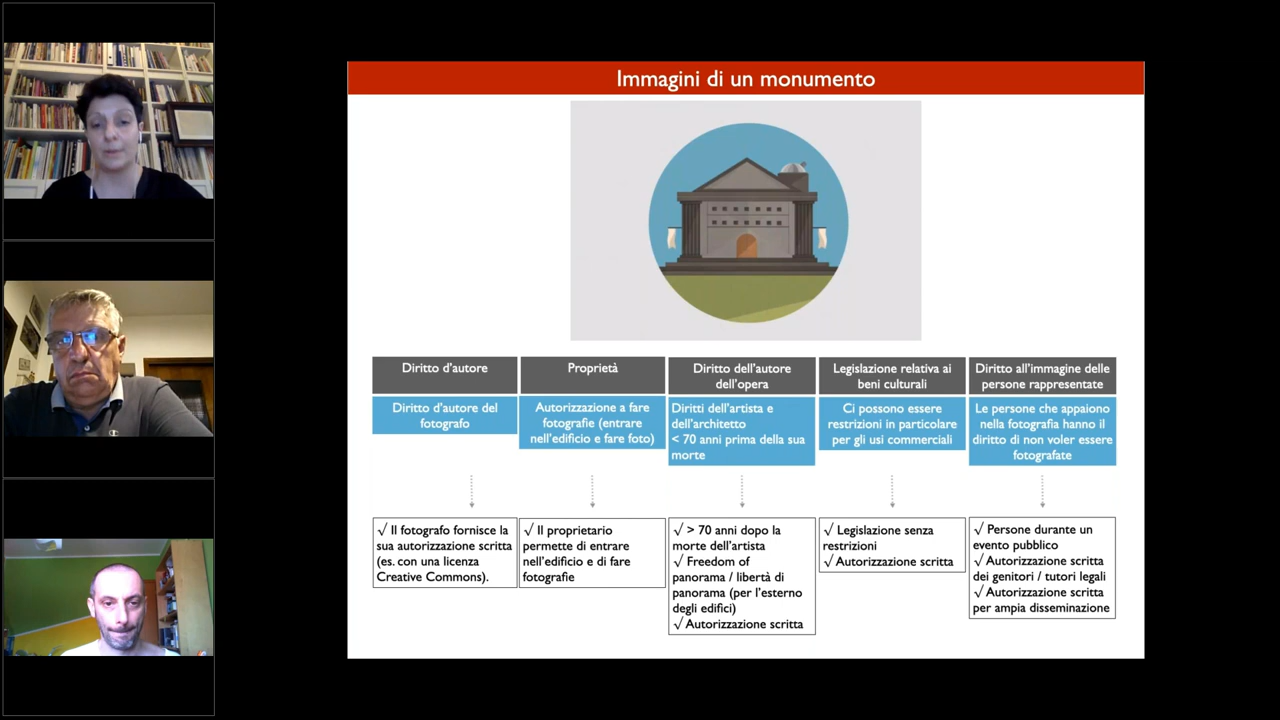 Immagini di un monumento
Diritto d'autore
Diritto d'autore del
fotografo
√ Il fotografo fornisce la
sua autorizzazione scritta
(es. con una licenza
Creative Commons).
Proprietà
Autorizzazione a fare
fotografie (entrare
nell'edificio e fare foto)
√ Il proprietario
permette di entrare
nell'edificio e di fare
fotografie
Diritto dell'autore
dell'opera
Diritti dell'artista e
dell'architetto
< 70 anni prima della sua
morte
√ > 70 anni dopo la
morte dell'artista
√ Freedom of
panorama / libertà di
panorama (per l'esterno
degli edifici)
√ Autorizzazione scritta
Legislazione relativa ai
beni culturali
Ci possono essere
restrizioni in particolare
per gli usi commerciali
√ Legislazione senza
restrizioni
√ Autorizzazione scritta
Diritto all'immagine delle
persone rappresentate
Le persone che appaiono
nella fotografia hanno il
diritto di non voler essere
fotografate
√ Persone durante un
evento pubblico
√ Autorizzazione scritta
dei genitori / tutori legali
√ Autorizzazione scritta
per ampia disseminazione